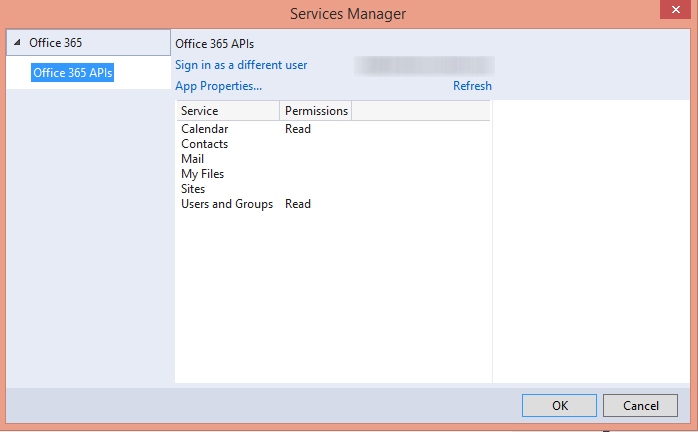 Services Manager
Office 365
Office 365 APIs
Office 365 APIs
Sign in as a different user
App Properties... Refresh
Service Permissions
Calendar Read
Contacts
Mail
My Files
Sites
Users and Groups Read
OK Cancel